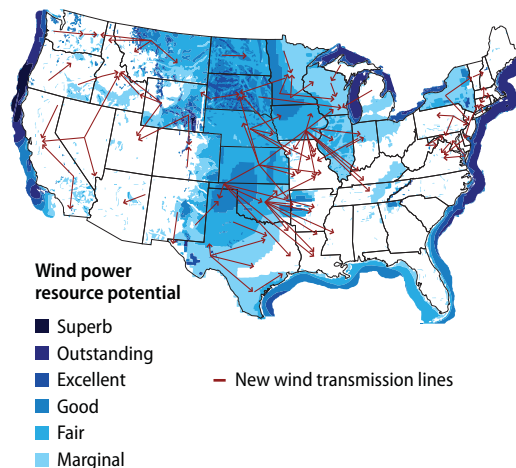 Wind power
resource potential
Superb
Outstanding
Excellent
Good
Fair
Marginal
New wind transmission lines